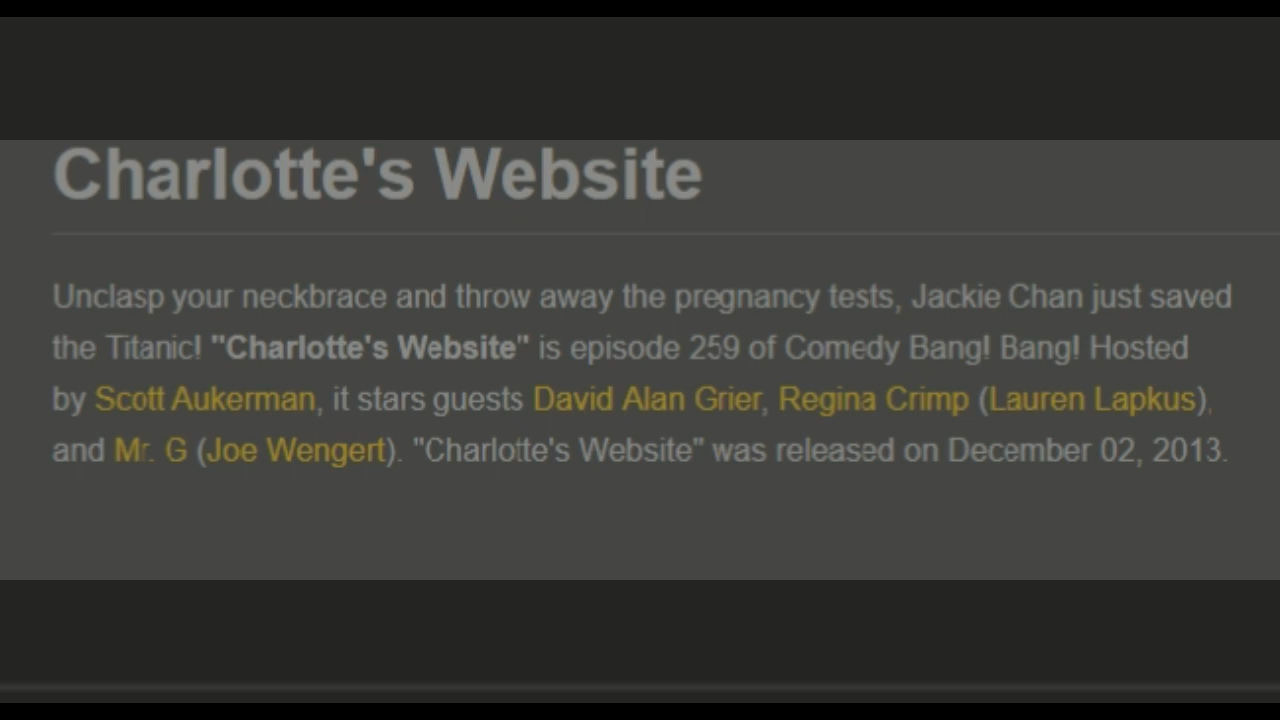 Charlotte's Website
Unclasp your neckbrace and throw away the pregnancy tests, Jackie Chan just saved
the Titanic! "Charlotte's Website" is episode 259 of Comedy Bang! Bang! Hosted
by Scott Aukerman, it stars guests David Alan Grier, Regina Crimp (Lauren Lapkus),
and Mr. G (Joe Wengert). "Charlotte's Website" was released on December 02, 2013.